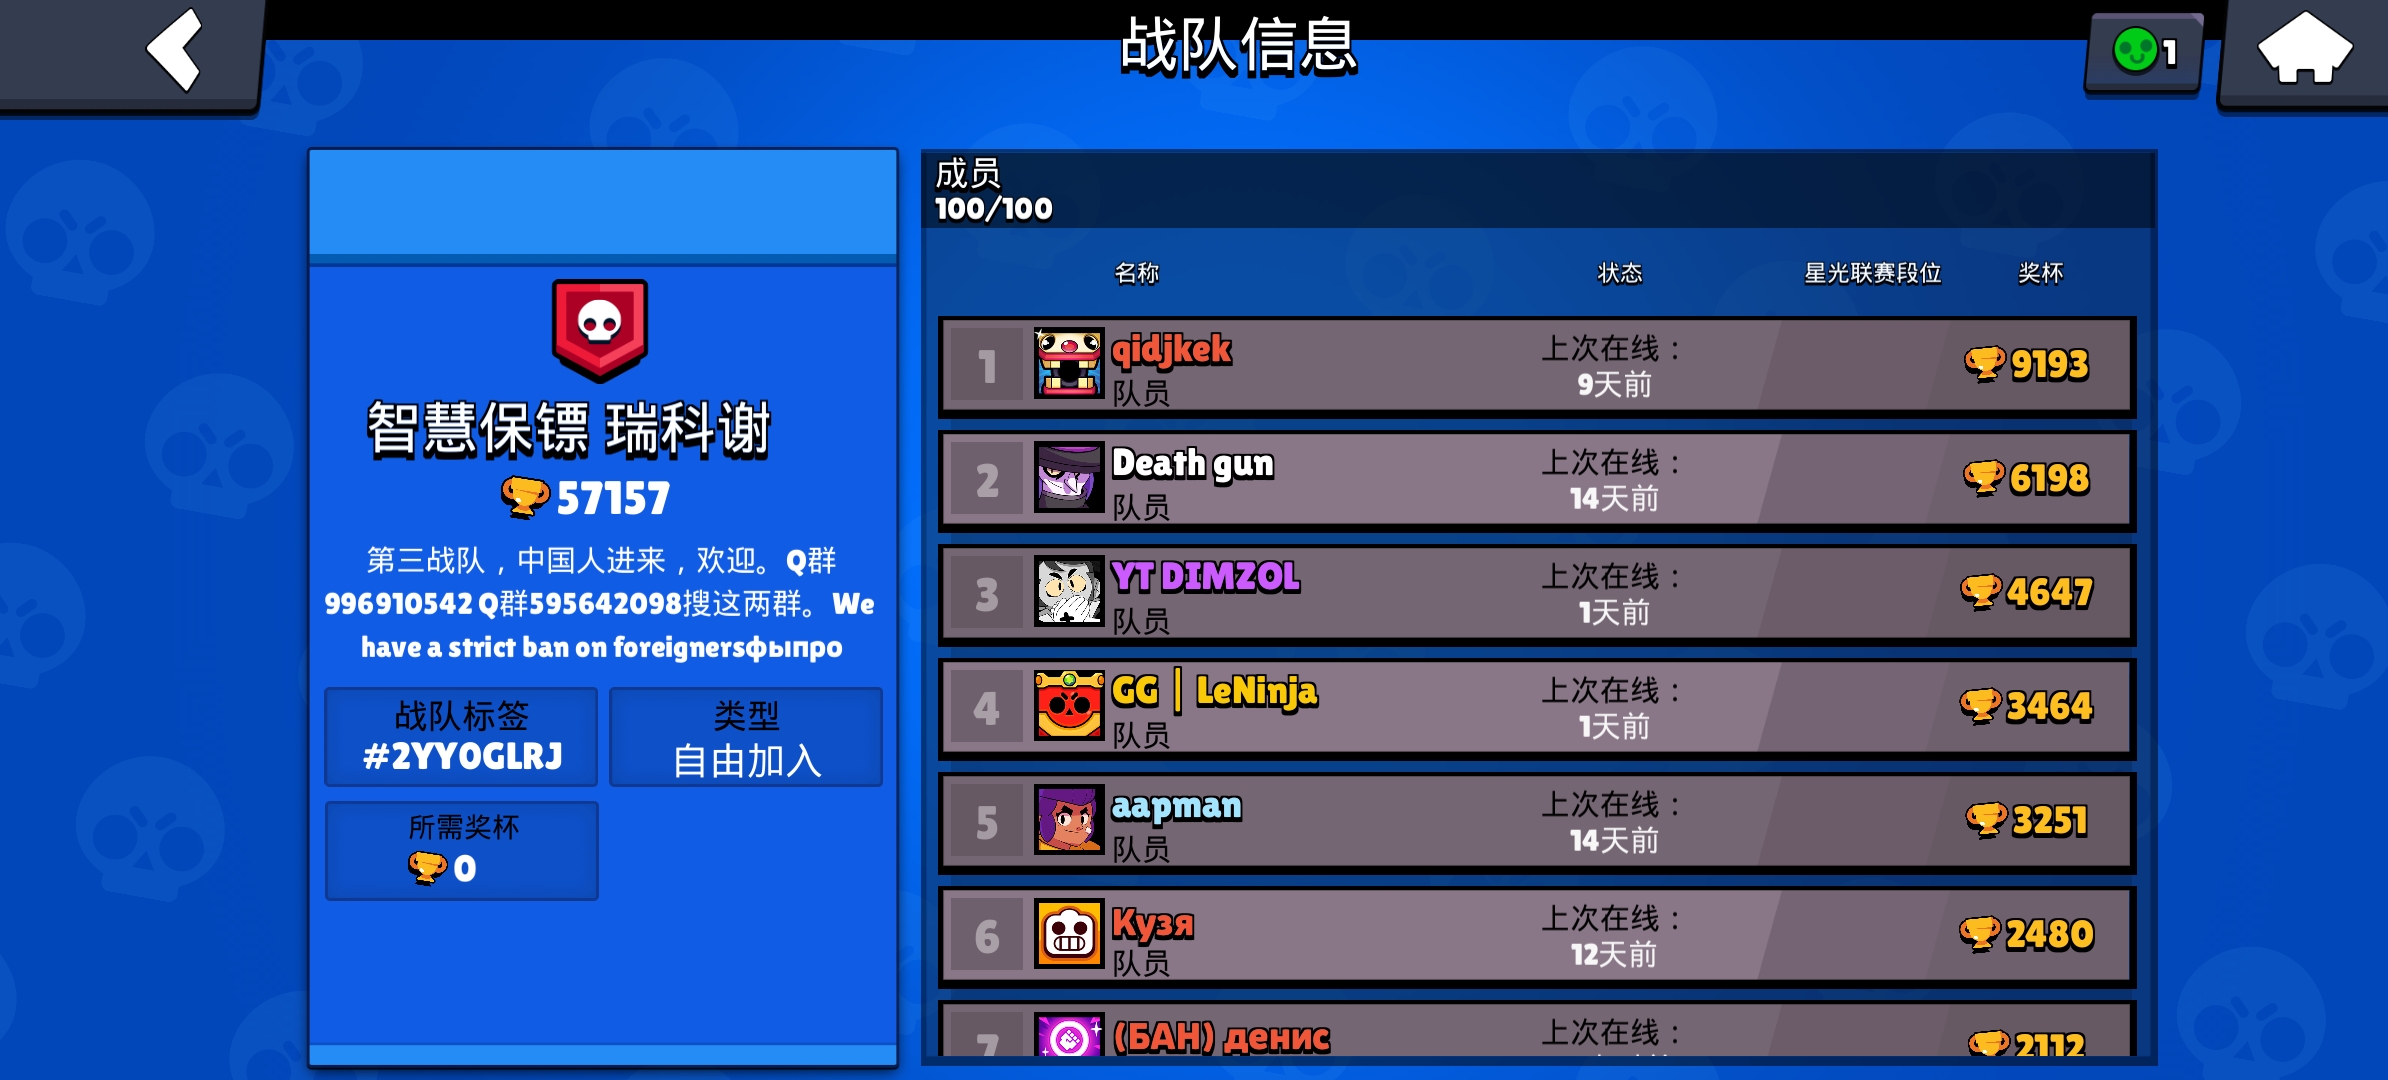 战队信息
1
智慧保镖 瑞科谢
57157
第三战队，中国人进来，欢迎。Q群
996910542 Q群595642098搜这两群。We
have a strict ban on foreignersфыпро
战队标签
#2YY0GLRJ
类型
自由加入
所需奖杯
0
成员
100/100
名称 状态 星光联赛段位 奖杯
1 qidjkek 上次在线： 9193
队员 9天前
2 Death gun 上次在线： 6198
队员 14天前
3 YT DIMZOL 上次在线： 4647
队员 1天前
4 GG | LeNinja 上次在线： 3464
队员 1天前
5 aapman 上次在线： 3251
队员 14天前
6 Кузя 上次在线： 2480
队员 12天前
7 (БАН) денис 上次在线： 2112